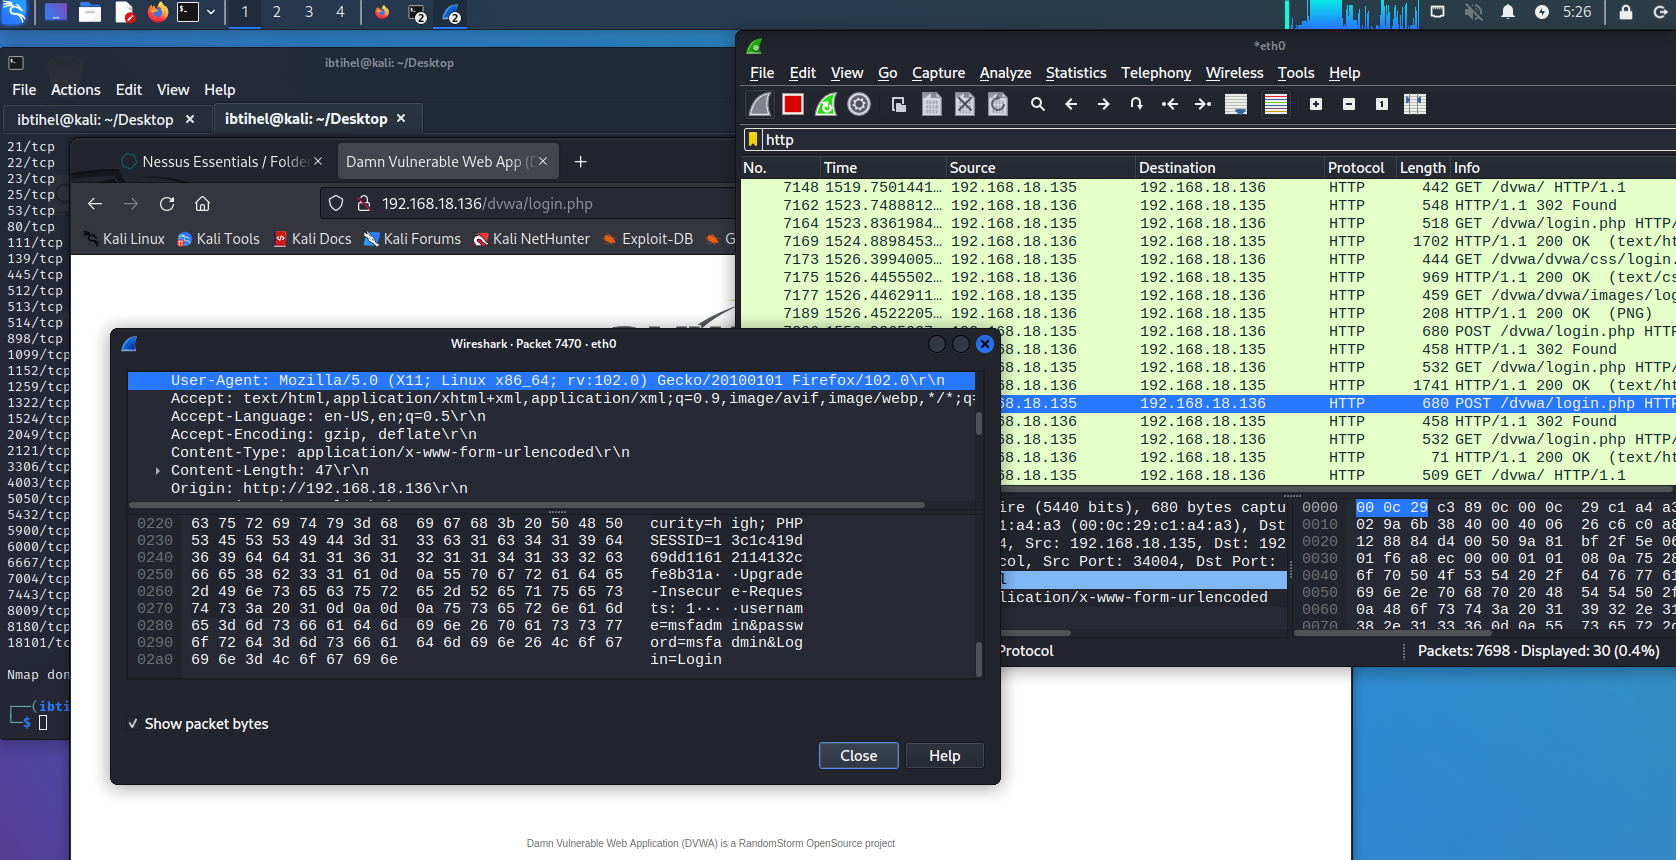 1 2 3 4 2 2 5:26
ibtihel@kali: ~/Desktop
File Actions Edit View Help
ibtihel@kali: ~/Desktop × ibtihel@kali: ~/Desktop ×
21/tcp
22/tcp
23/tcp
25/tcp
53/tcp
80/tcp
111/tcp
139/tcp
445/tcp
512/tcp
513/tcp
514/tcp
898/tcp
1099/tcp
1152/tcp
1259/tcp
1322/tcp
1524/tcp
2049/tcp
2121/tcp
3306/tcp
4003/tcp
5050/tcp
5432/tcp
5900/tcp
6000/tcp
6667/tcp
7004/tcp
7443/tcp
8009/tcp
8180/tcp
18101/tc
Nmap don
(ibti
$
Nessus Essentials / Folde × Damn Vulnerable Web App ( × +
192.168.18.136/dvwa/login.php
Kali Linux Kali Tools Kali Docs Kali Forums Kali NetHunter Exploit-DB G
*eth0
File Edit View Go Capture Analyze Statistics Telephony Wireless Tools Help
http
No. Time Source Destination Protocol Length Info
7148 1519.7501441… 192.168.18.135 192.168.18.136 HTTP 442 GET /dvwa/ HTTP/1.1
7162 1523.7488812… 192.168.18.136 192.168.18.135 HTTP 548 HTTP/1.1 302 Found
7164 1523.8361984… 192.168.18.135 192.168.18.136 HTTP 518 GET /dvwa/login.php HTTP/
7169 1524.8898453… 192.168.18.136 192.168.18.135 HTTP 1702 HTTP/1.1 200 OK (text/ht
7173 1526.3994005… 192.168.18.135 192.168.18.136 HTTP 444 GET /dvwa/dvwa/css/login.
7175 1526.4455502… 192.168.18.136 192.168.18.135 HTTP 969 HTTP/1.1 200 OK (text/cs
7177 1526.4462911… 192.168.18.135 192.168.18.136 HTTP 459 GET /dvwa/dvwa/images/log
7189 1526.4522205… 192.168.18.136 192.168.18.135 HTTP 208 HTTP/1.1 200 OK (PNG)
68.18.135 192.168.18.136 HTTP 680 POST /dvwa/login.php HTTP
68.18.136 192.168.18.135 HTTP 458 HTTP/1.1 302 Found
68.18.135 192.168.18.136 HTTP 532 GET /dvwa/login.php HTTP/
68.18.136 192.168.18.135 HTTP 1741 HTTP/1.1 200 OK (text/ht
68.18.135 192.168.18.136 HTTP 680 POST /dvwa/login.php HTTP
68.18.136 192.168.18.135 HTTP 458 HTTP/1.1 302 Found
68.18.135 192.168.18.136 HTTP 532 GET /dvwa/login.php HTTP/
68.18.136 192.168.18.135 HTTP 71 HTTP/1.1 200 OK (text/ht
68.18.135 192.168.18.136 HTTP 509 GET /dvwa/ HTTP/1.1
ire (5440 bits), 680 bytes captu
1:a4:a3 (00:0c:29:c1:a4:a3), Dst
4, Src: 192.168.18.135, Dst: 192
col, Src Port: 34004, Dst Port:
l
lication/x-www-form-urlencoded
0000 00 0c 29 c3 89 0c 00 0c 29 c1 a4 a3
0010 02 9a 6b 38 40 00 40 06 26 c6 c0 a8
0020 12 88 84 d4 00 50 9a 81 bf 2f 5e 06
0030 01 f6 a8 ec 00 00 01 01 08 0a 75 28
0040 6f 70 50 4f 53 54 20 2f 64 76 77 61
0050 69 6e 2e 70 68 70 20 48 54 54 50 2f
0060 0a 48 6f 73 74 3a 20 31 39 32 2e 31
0070 38 2e 31 33 36 0d 0a 55 73 65 72 2d
Protocol Packets: 7698 · Displayed: 30 (0.4%)
Wireshark · Packet 7470 · eth0
User-Agent: Mozilla/5.0 (X11; Linux x86_64; rv:102.0) Gecko/20100101 Firefox/102.0\r\n
Accept: text/html,application/xhtml+xml,application/xml;q=0.9,image/avif,image/webp,*/*;q=
Accept-Language: en-US,en;q=0.5\r\n
Accept-Encoding: gzip, deflate\r\n
Content-Type: application/x-www-form-urlencoded\r\n
Content-Length: 47\r\n
Origin: http://192.168.18.136\r\n
0220 63 75 72 69 74 79 3d 68 69 67 68 3b 20 50 48 50 curity=h igh; PHP
0230 53 45 53 53 49 44 3d 31 33 63 31 63 34 31 39 64 SESSID=1 3c1c419d
0240 36 39 64 64 31 31 36 31 32 31 31 34 31 33 32 63 69dd1161 2114132c
0250 66 65 38 62 33 31 61 0d 0a 55 70 67 72 61 64 65 fe8b31a· ·Upgrade
0260 2d 49 6e 73 65 63 75 72 65 2d 52 65 71 75 65 73 -Insecur e-Reques
0270 74 73 3a 20 31 0d 0a 0d 0a 75 73 65 72 6e 61 6d ts: 1··· ·usernam
0280 65 3d 6d 73 66 61 64 6d 69 6e 26 70 61 73 73 77 e=msfadm in&passw
0290 6f 72 64 3d 6d 73 66 61 64 6d 69 6e 26 4c 6f 67 ord=msfa dmin&Log
02a0 69 6e 3d 4c 6f 67 69 6e in=Login
Show packet bytes
Close Help
Damn Vulnerable Web Application (DVWA) is a RandomStorm OpenSource project